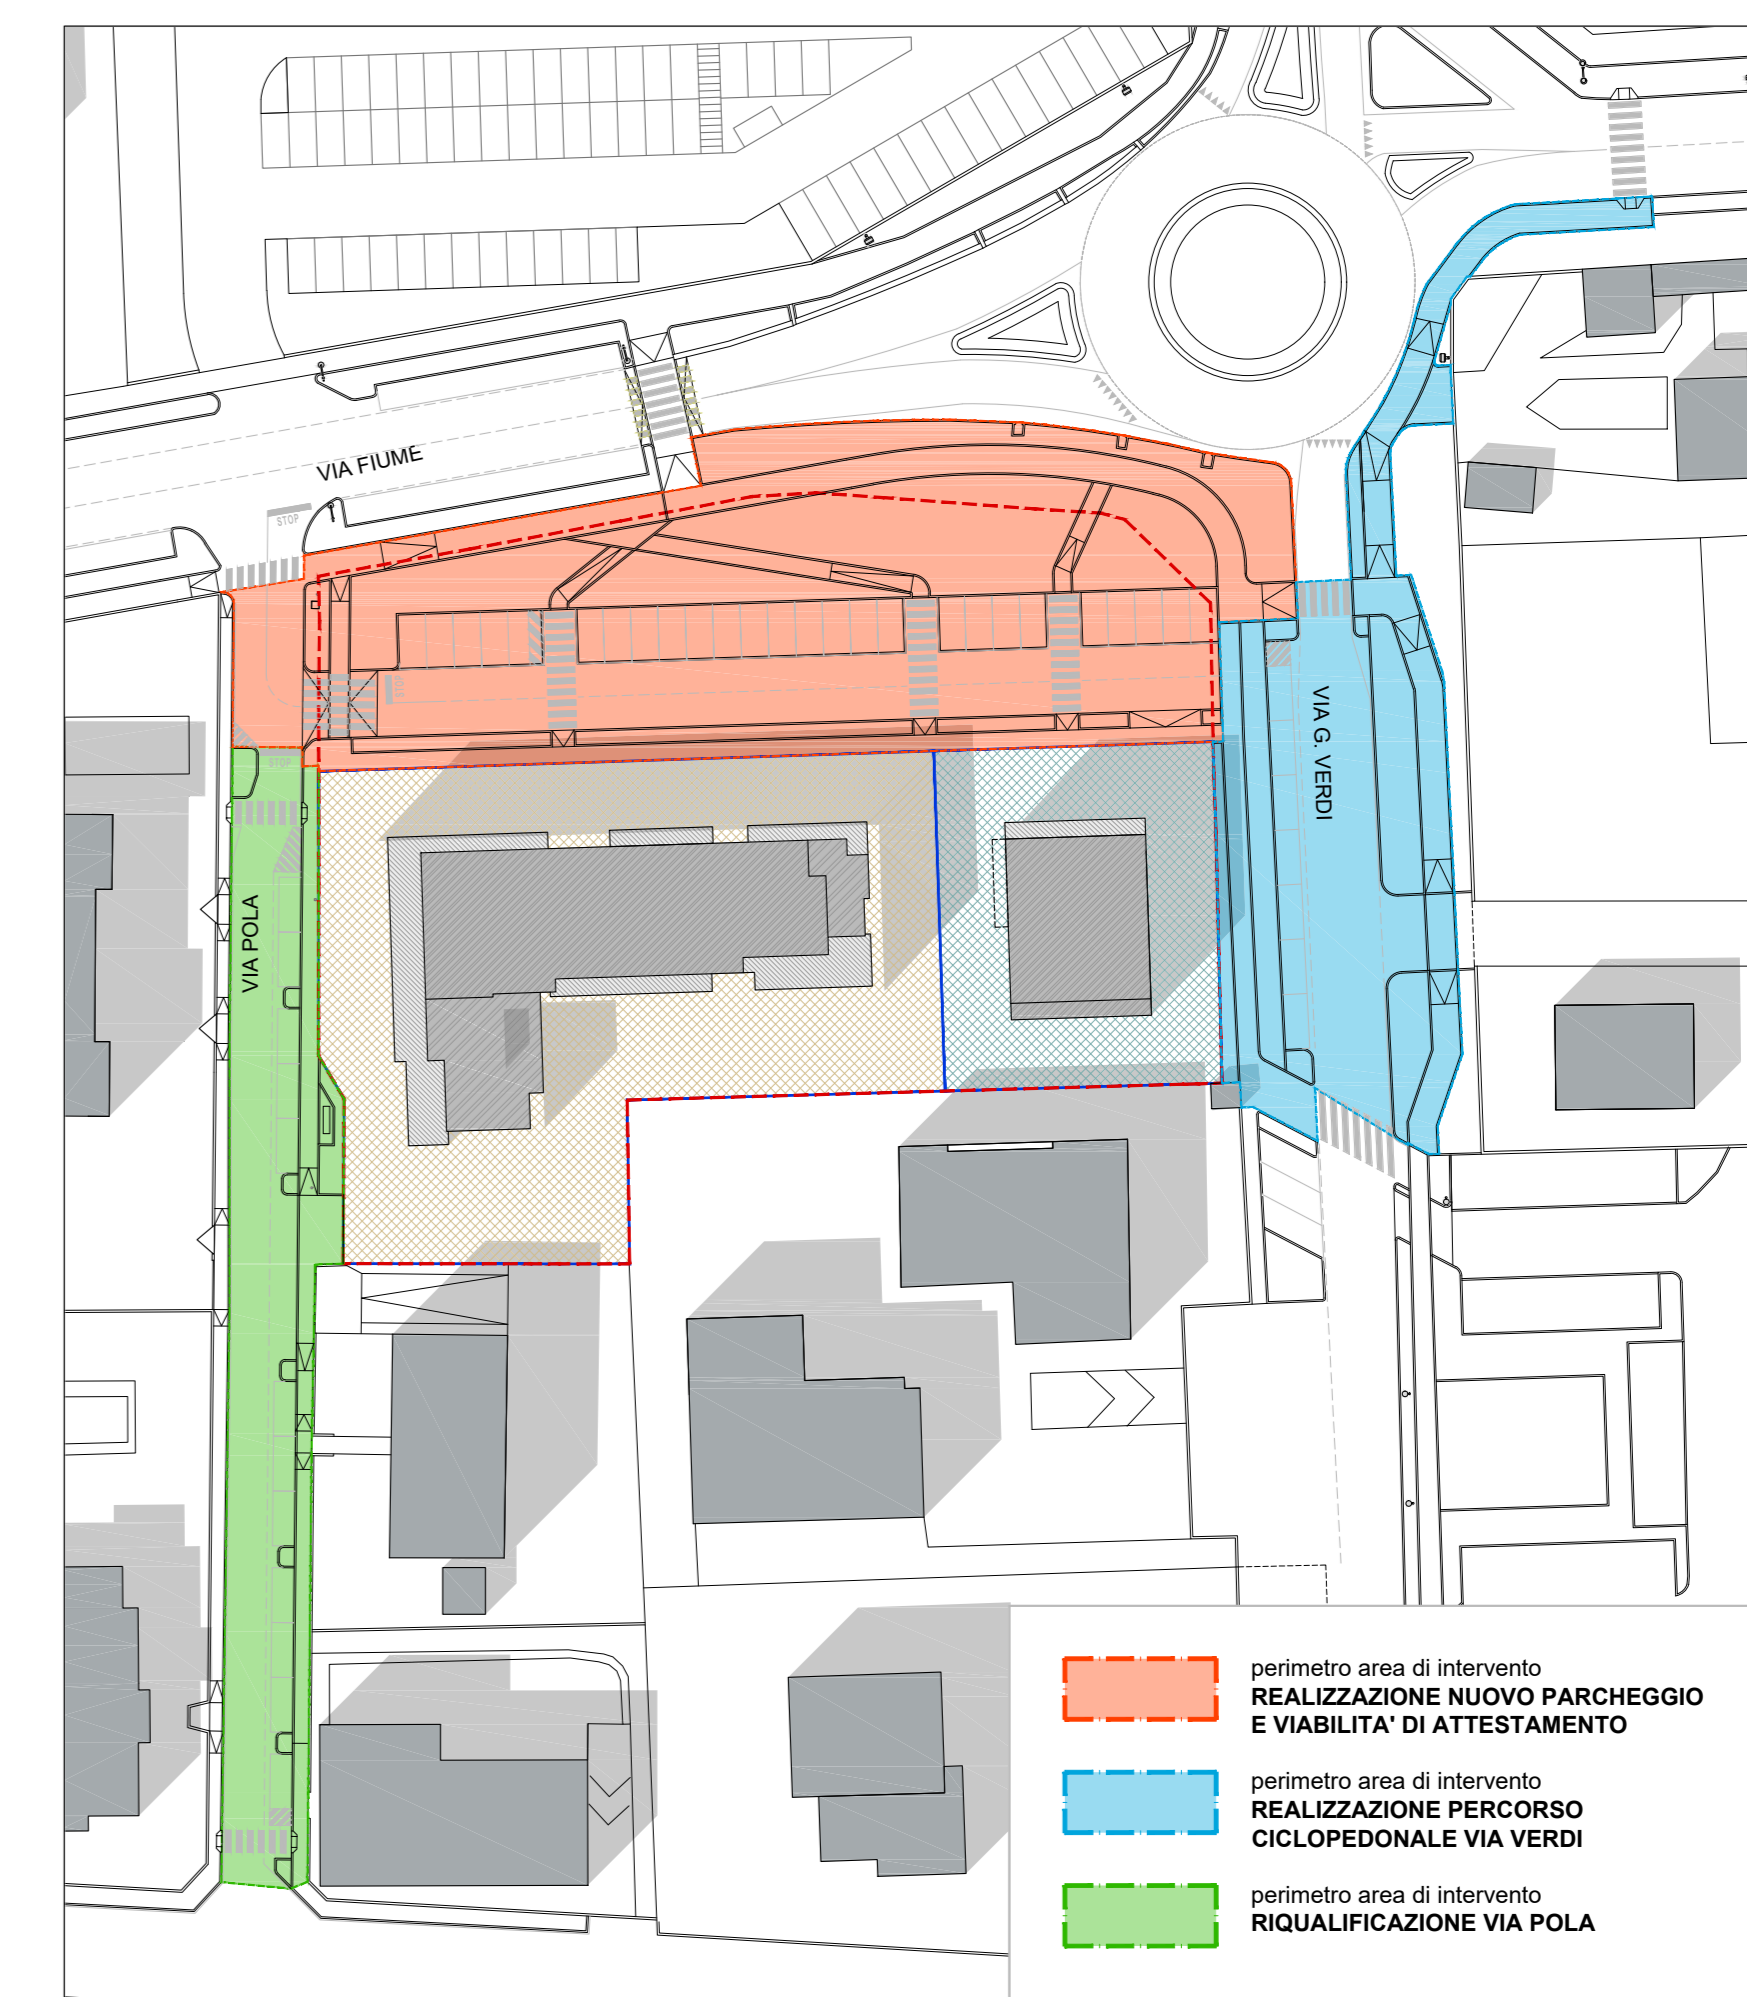 VIA FIUME
STOP
STOP
STOP
VIA G. VERDI
VIA POLA
perimetro area di intervento
REALIZZAZIONE NUOVO PARCHEGGIO
E VIABILITA' DI ATTESTAMENTO
perimetro area di intervento
REALIZZAZIONE PERCORSO
CICLOPEDONALE VIA VERDI
perimetro area di intervento
RIQUALIFICAZIONE VIA POLA